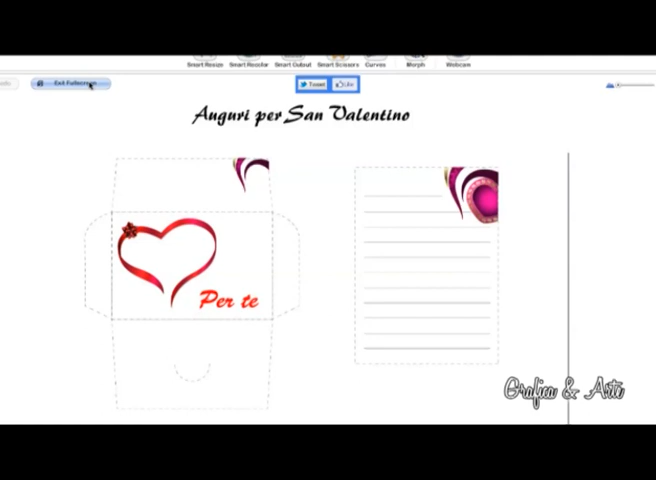 Smart Resize Smart Recolor Smart Cutout Smart Scissors Curves Morph Webcam
Exit Fullscreen
Tweet Like
Auguri per San Valentino
Per te
Grafica & Arte